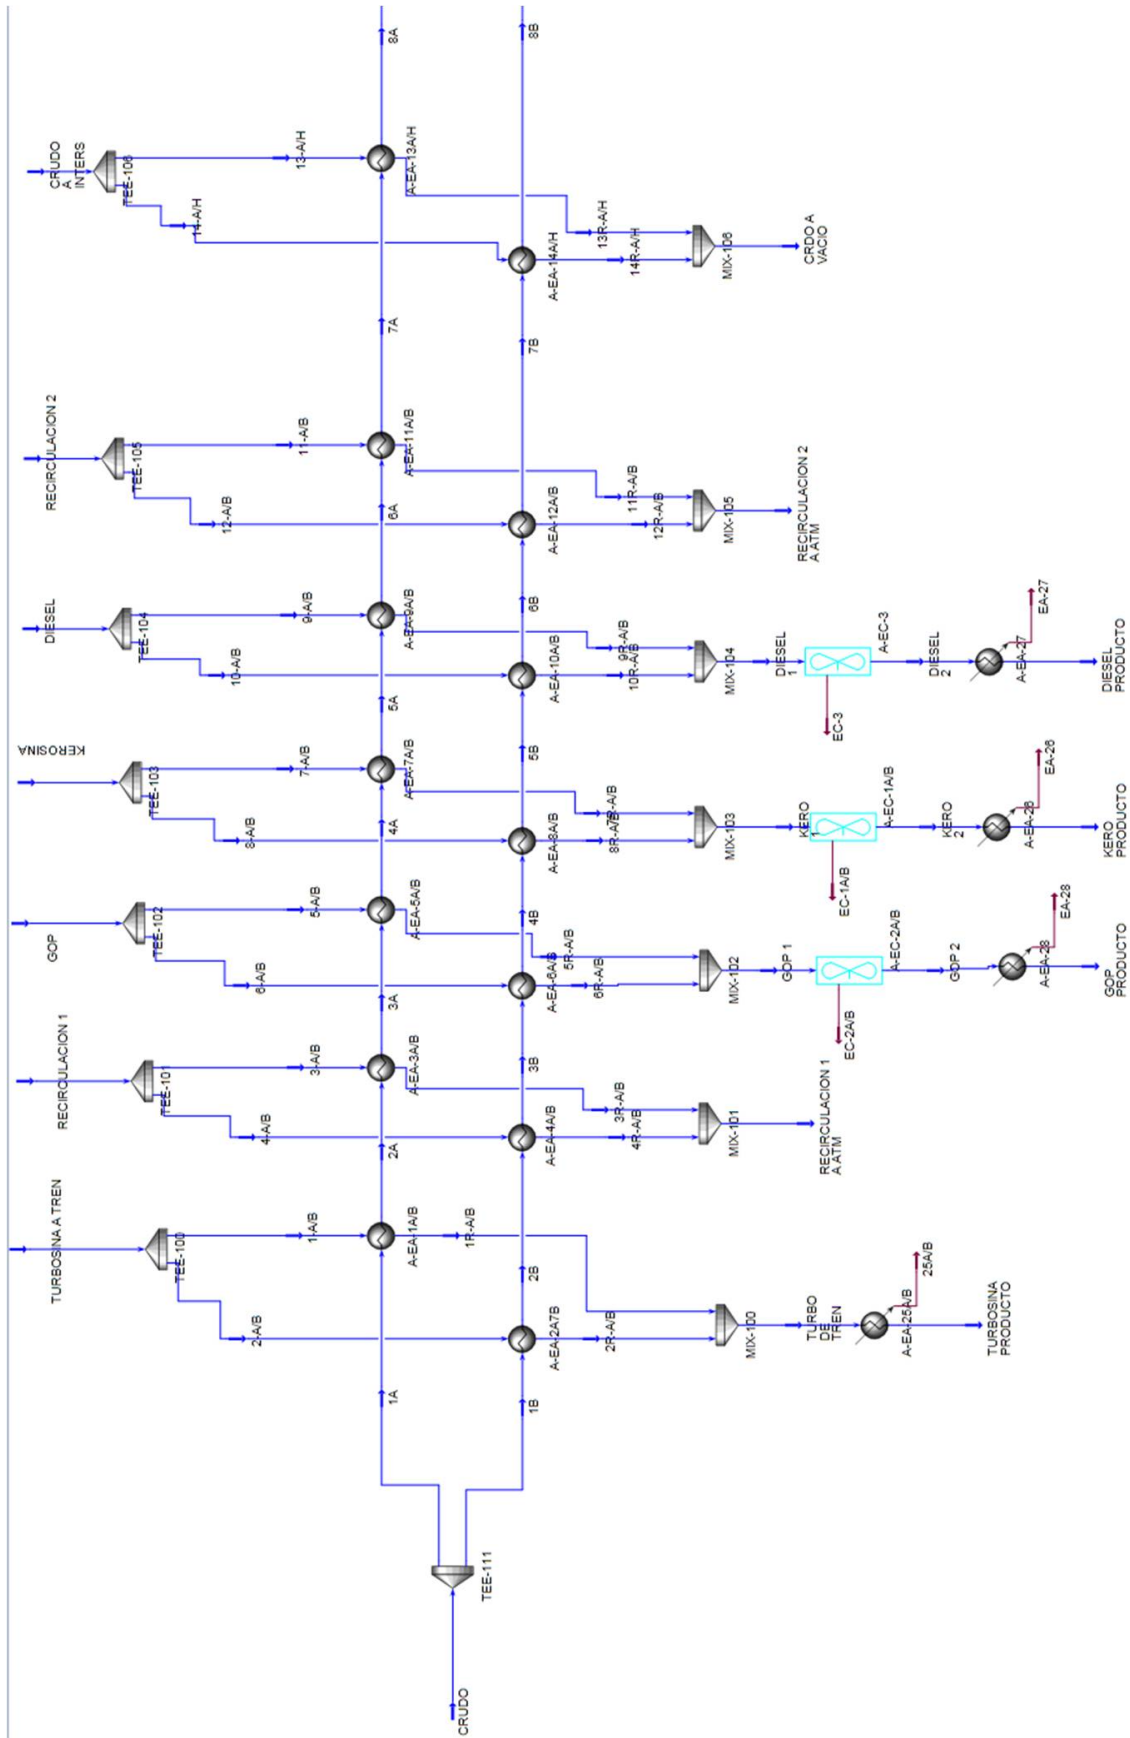 8A
8B
CRUDO
A
INTERS
TEE-106
13-A/H
14-A/H
A-EA-13A/H
A-EA-14A/H
13R-A/H
14R-A/H
MIX-106
CRDO A
VACIO
7A
7B
RECIRCULACION 2
TEE-105
11-A/B
12-A/B
A-EA-11A/B
A-EA-12A/B
11R-A/B
12R-A/B
MIX-105
RECIRCULACION 2
A ATM
6A
6B
DIESEL
TEE-104
9-A/B
10-A/B
A-EA-9A/B
A-EA-10A/B
9R-A/B
10R-A/B
MIX-104
DIESEL
1
A-EC-3
EC-3
DIESEL
2
A-EA-27
EA-27
DIESEL
PRODUCTO
5A
5B
KEROSINA
TEE-103
7-A/B
8-A/B
A-EA-7A/B
A-EA-8A/B
7R-A/B
8R-A/B
MIX-103
KERO
1
A-EC-1A/B
EC-1A/B
KERO
2
A-EA-26
EA-26
KERO
PRODUCTO
4A
4B
GOP
TEE-102
5-A/B
6-A/B
A-EA-5A/B
A-EA-6A/B
5R-A/B
6R-A/B
MIX-102
GOP 1
A-EC-2A/B
EC-2A/B
GOP 2
A-EA-28
EA-28
GOP
PRODUCTO
3A
3B
RECIRCULACION 1
TEE-101
3-A/B
4-A/B
A-EA-3A/B
A-EA-4A/B
3R-A/B
4R-A/B
MIX-101
RECIRCULACION 1
A ATM
2A
2B
TURBOSINA A TREN
TEE-100
1-A/B
2-A/B
A-EA-1A/B
A-EA-2A7B
1R-A/B
2R-A/B
MIX-100
TURBO
DE
TREN
A-EA-25A/B
25A/B
TURBOSINA
PRODUCTO
1A
1B
TEE-111
CRUDO